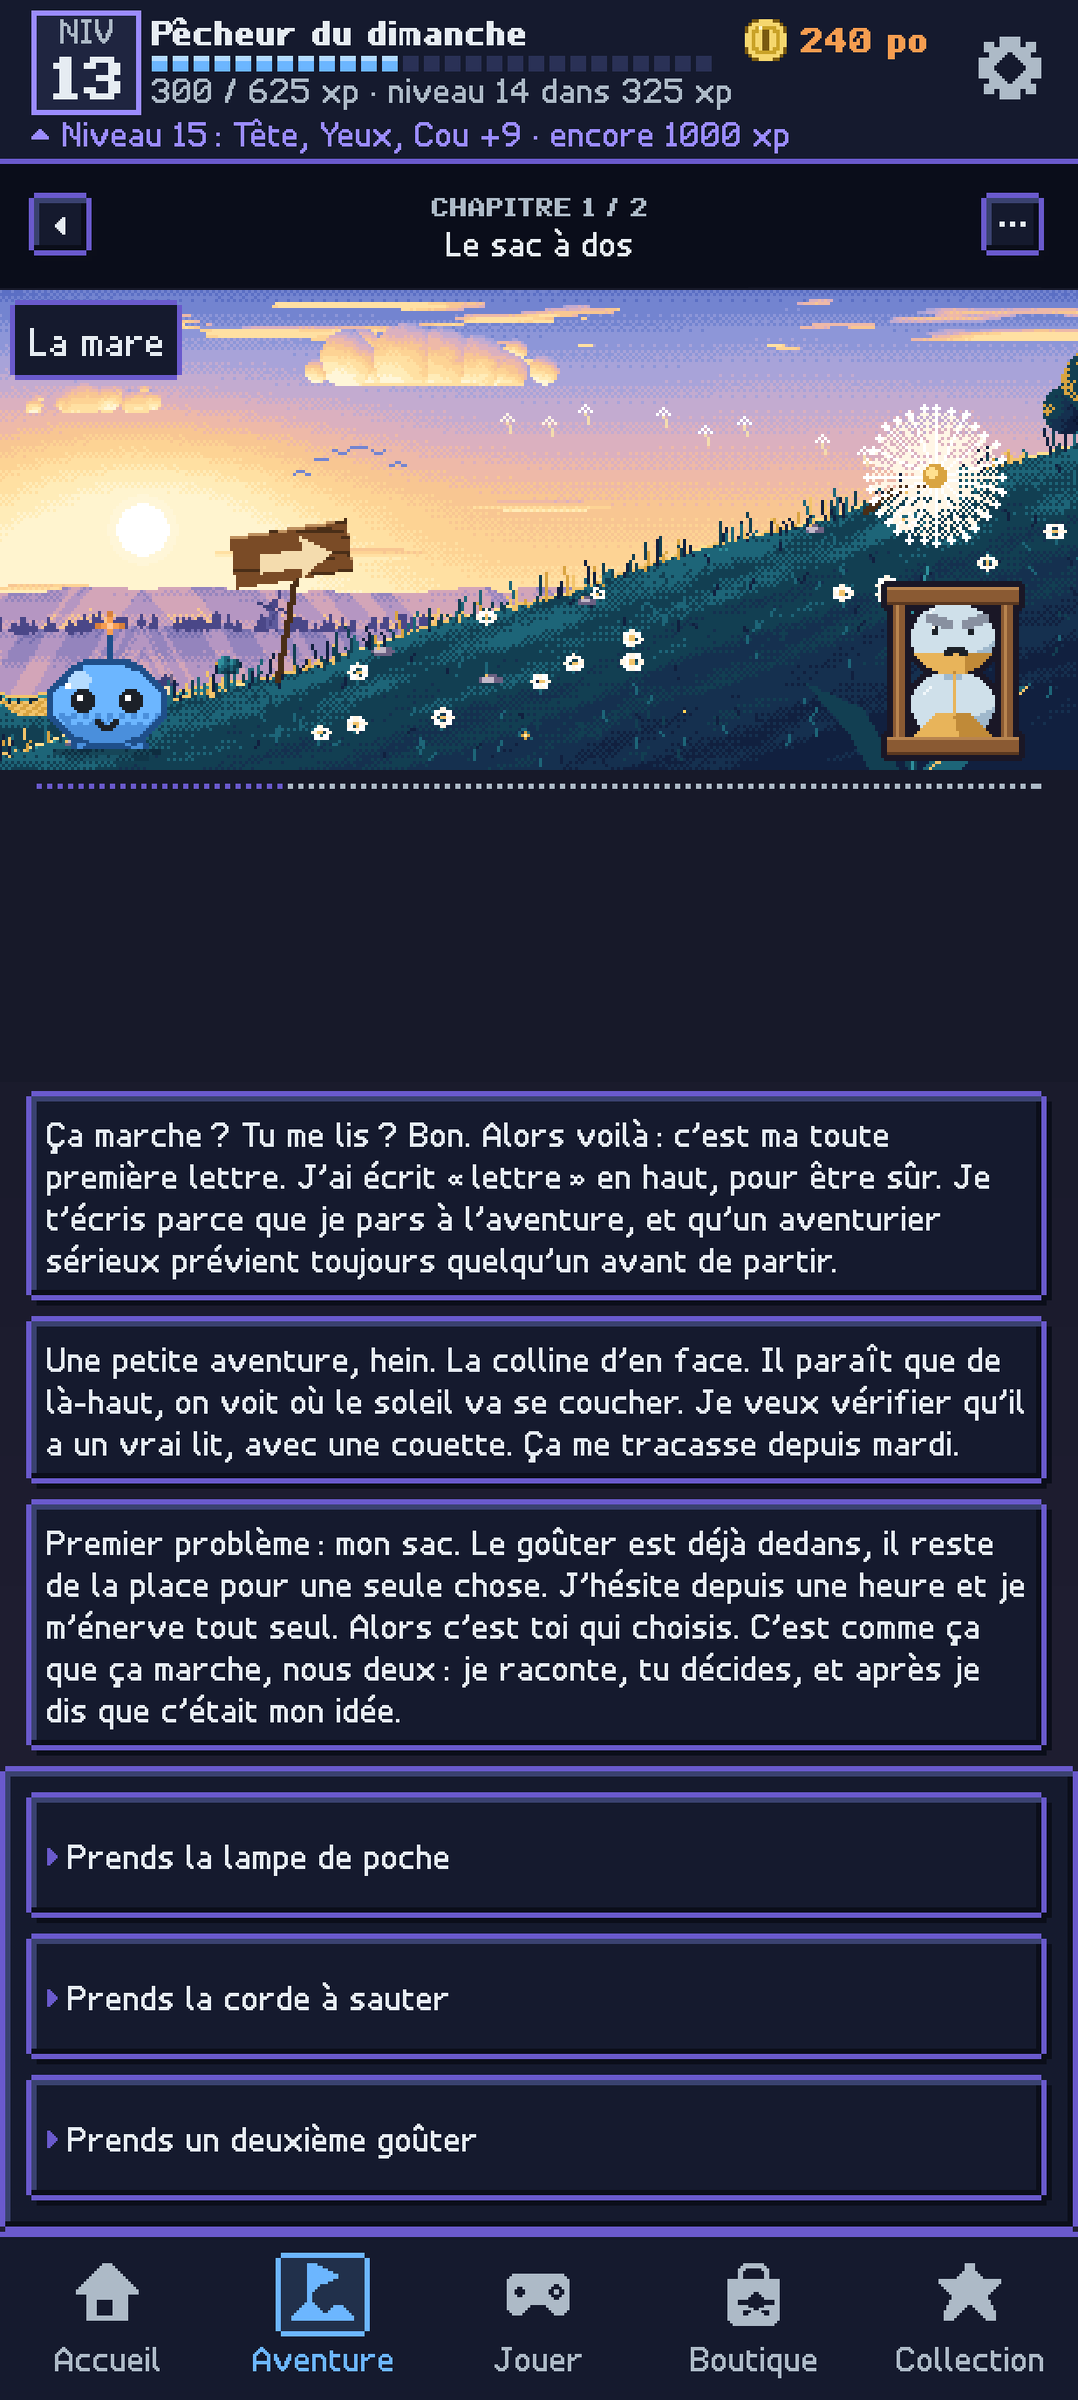 NIV
13
Pêcheur du dimanche
240 po
300 / 625 xp · niveau 14 dans 325 xp
Niveau 15 : Tête, Yeux, Cou +9 · encore 1000 xp
CHAPITRE 1 / 2
Le sac à dos
La mare
Ça marche ? Tu me lis ? Bon. Alors voilà : c’est ma toute
première lettre. J’ai écrit « lettre » en haut, pour être sûr. Je
t’écris parce que je pars à l’aventure, et qu’un aventurier
sérieux prévient toujours quelqu’un avant de partir.
Une petite aventure, hein. La colline d’en face. Il paraît que de
là-haut, on voit où le soleil va se coucher. Je veux vérifier qu’il
a un vrai lit, avec une couette. Ça me tracasse depuis mardi.
Premier problème : mon sac. Le goûter est déjà dedans, il reste
de la place pour une seule chose. J’hésite depuis une heure et je
m’énerve tout seul. Alors c’est toi qui choisis. C’est comme ça
que ça marche, nous deux : je raconte, tu décides, et après je
dis que c’était mon idée.
Prends la lampe de poche
Prends la corde à sauter
Prends un deuxième goûter
Accueil
Aventure
Jouer
Boutique
Collection